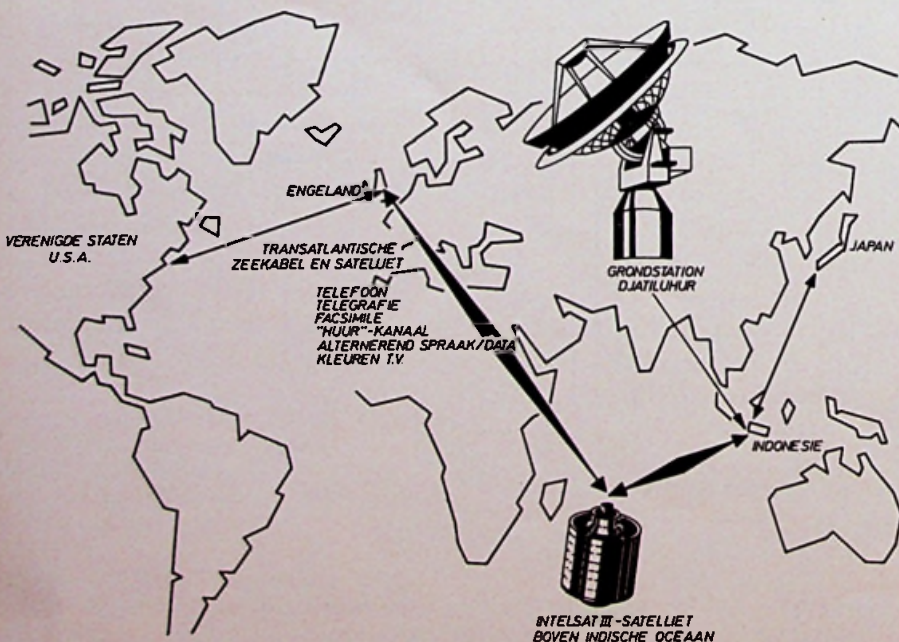 ENGELAND
VERENIGDE STATEN
U.S.A.
TRANSATLANTISCHE
ZEEKABEL EN SATELLIET
TELEFOON
TELEGRAFIE
FACSIMILE
"HUUR"-KANAAL
ALTERNEREND SPRAAK/DATA
KLEUREN T.V.
GRONDSTATION
DJATILUHUR
JAPAN
INDONESIE
INTELSAT III-SATELLIET
BOVEN INDISCHE OCEAAN